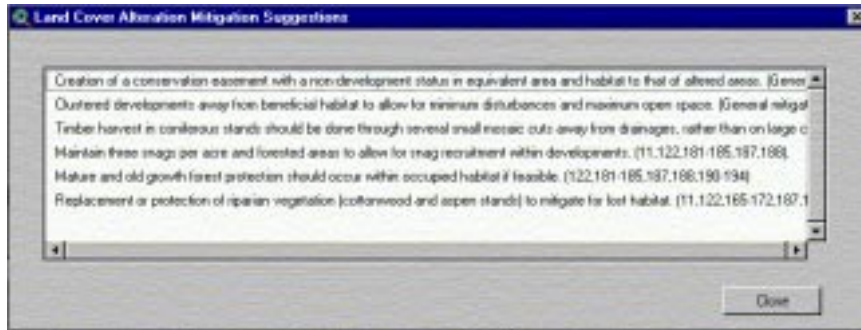 Land Cover Alteration Mitigation Suggestions
Creation of a conservation easement with a non-development status in equivalent area and habitat to that of altered areas. (Gener
Clustered developments away from beneficial habitat to allow for minimum disturbances and maximum open space. (General mitigat
Timber harvest in coniferous stands should be done through several small mosaic cuts away from drainages, rather than on large c
Maintain three snags per acre and forested areas to allow for snag recruitment within developments. (11,122,181-185,187,188).
Mature and old growth forest protection should occur within occupied habitat if feasible. (122,181-185,187,188,190-194)
Replacement or protection of riparian vegetation (cottonwood and aspen stands) to mitigate for lost habitat. (11,122,165-172,187,1
Close